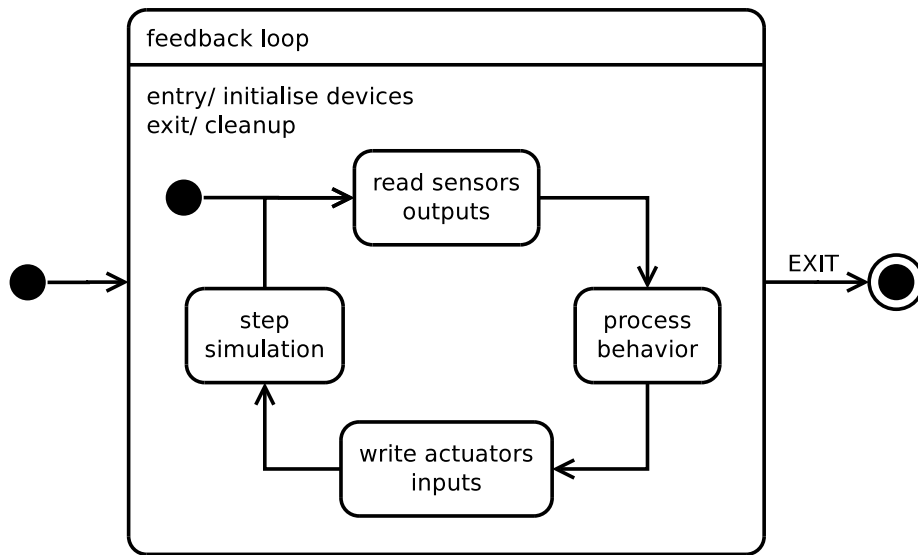 feedback loop
entry/ initialise devices
exit/ cleanup
read sensors
outputs
EXIT
step
simulation
process
behavior
write actuators
inputs